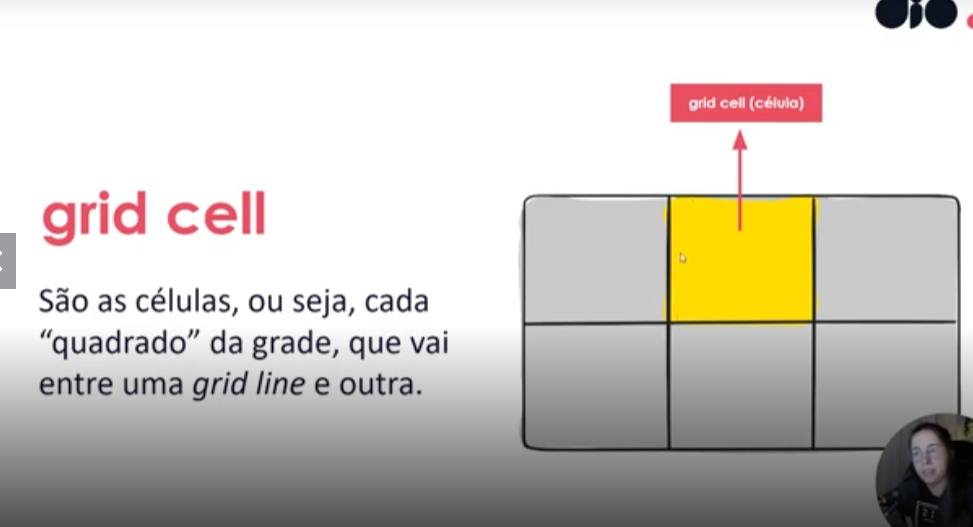 dio
grid cell (célula)
grid cell
São as células, ou seja, cada
“quadrado” da grade, que vai
entre uma grid line e outra.